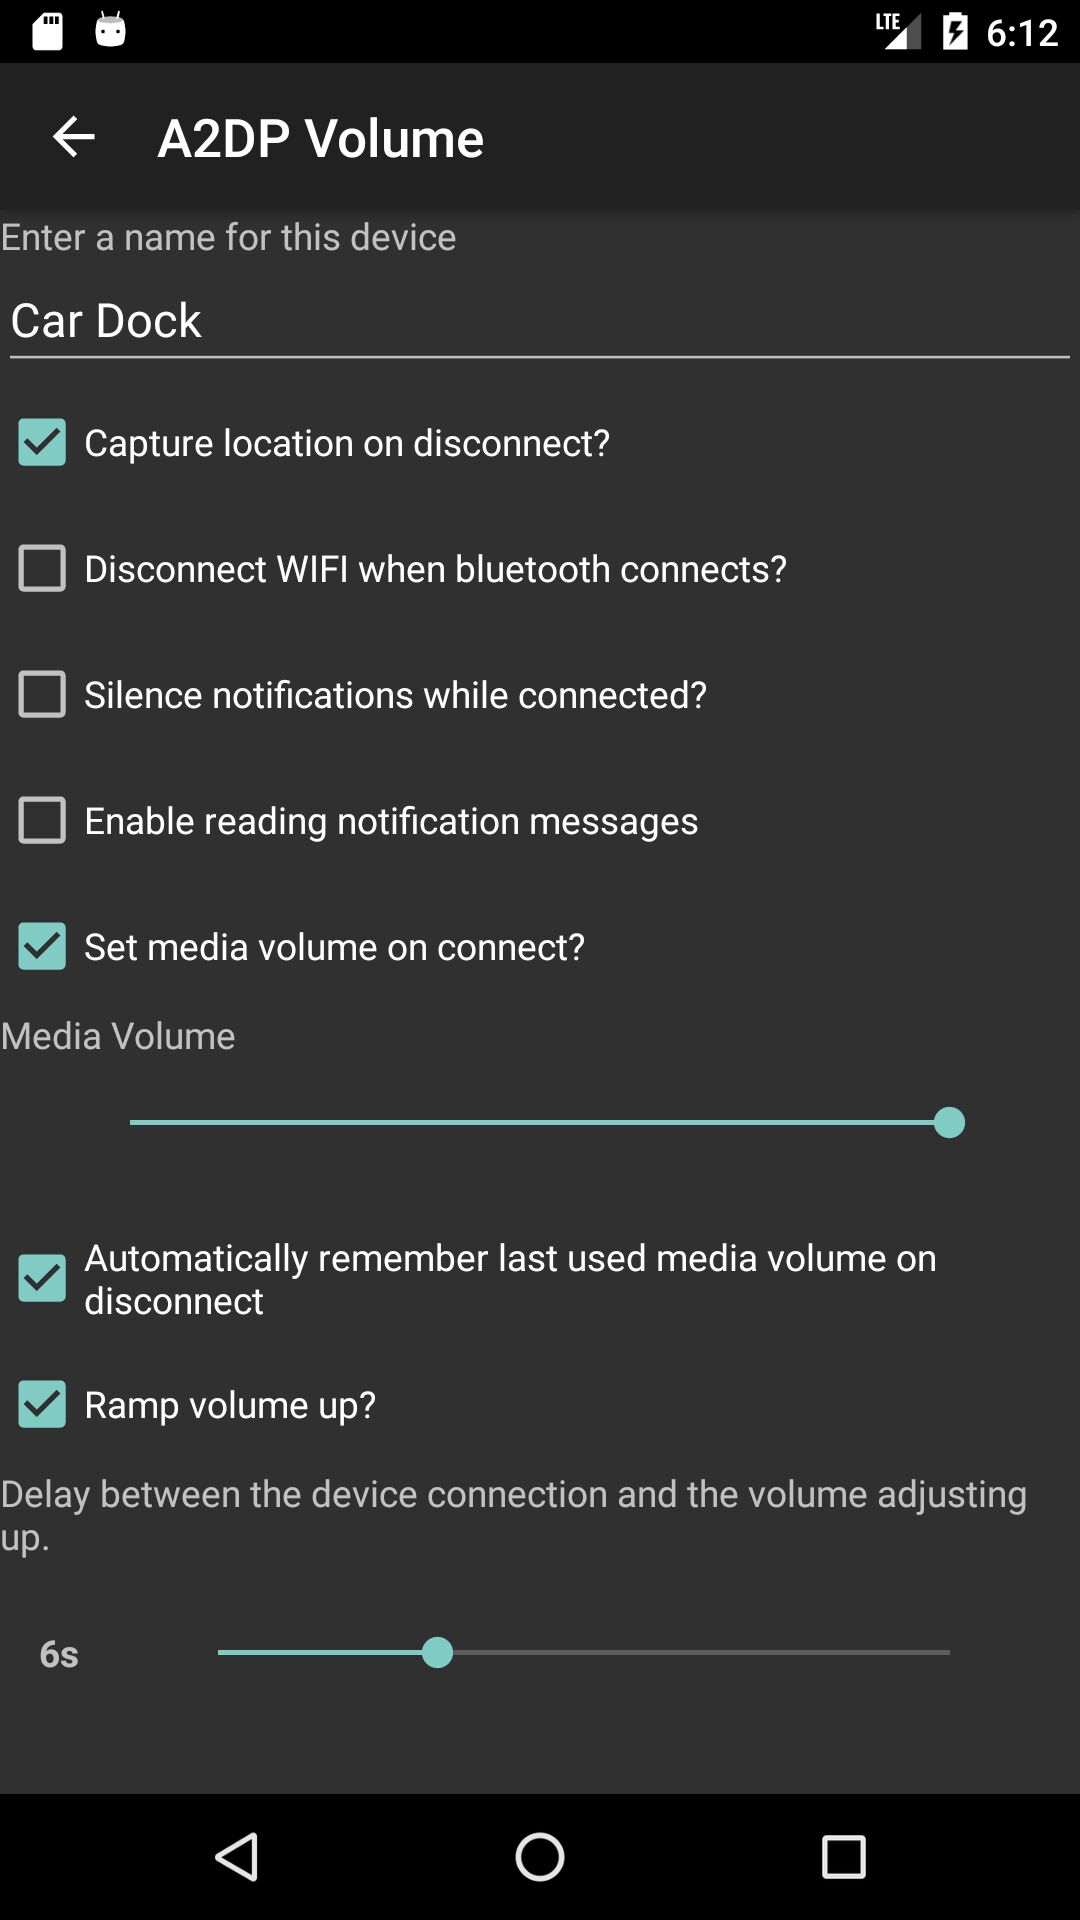 LTE 6:12
A2DP Volume
Enter a name for this device
Car Dock
Capture location on disconnect?
Disconnect WIFI when bluetooth connects?
Silence notifications while connected?
Enable reading notification messages
Set media volume on connect?
Media Volume
Automatically remember last used media volume on
disconnect
Ramp volume up?
Delay between the device connection and the volume adjusting
up.
6s